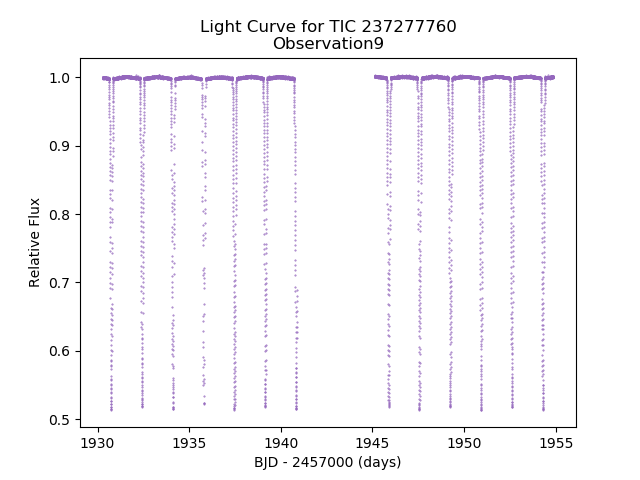 Light Curve for TIC 237277760
Observation9
1.0
0.9
0.8
0.7
0.6
0.5
Relative Flux
1930 1935 1940 1945 1950 1955
BJD - 2457000 (days)